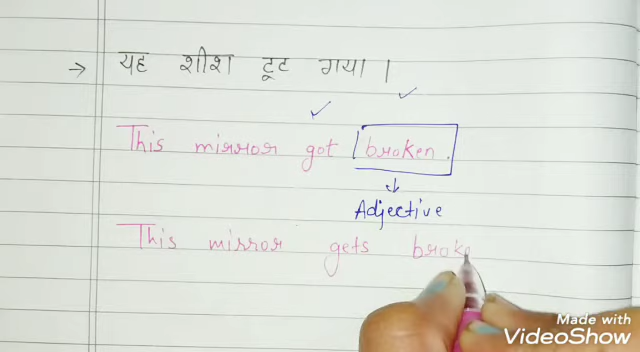 → यह शीश टूट गया |
This mirror got broken.
Adjective
This mirror gets broke
Made with
VideoShow